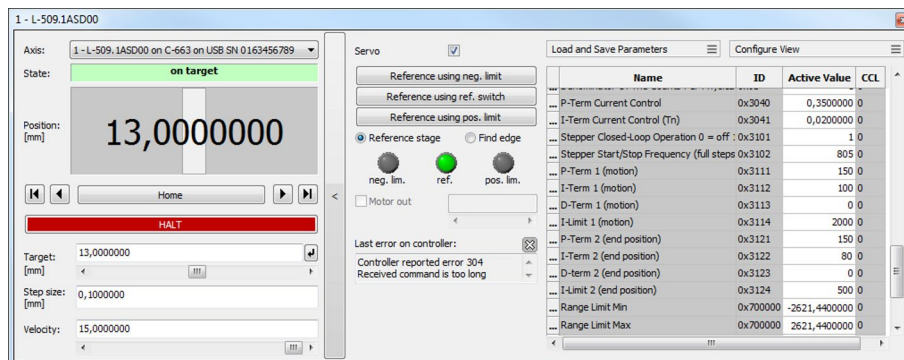 1 - L-509.1ASD00
Axis:
1 - L-509.1ASD00 on C-663 on USB SN 0163456789
State:
on target
Position:
[mm]
13,0000000
Home
HALT
Target:
[mm]
13,0000000
Step size:
[mm]
0,1000000
Velocity:
15,0000000
<
Servo
Reference using neg. limit
Reference using ref. switch
Reference using pos. limit
Reference stage
Find edge
neg. lim.
ref.
pos. lim.
Motor out
Last error on controller:
Controller reported error 304
Received command is too long
Load and Save Parameters
Configure View
Name ID Active Value CCL
... P-Term Current Control 0x3040 0,3500000 0
... I-Term Current Control (Tn) 0x3041 0,0200000 0
... Stepper Closed-Loop Operation 0 = off : 0x3101 1 0
... Stepper Start/Stop Frequency (full steps 0x3102 805 0
... P-Term 1 (motion) 0x3111 150 0
... I-Term 1 (motion) 0x3112 100 0
... D-Term 1 (motion) 0x3113 0 0
... I-Limit 1 (motion) 0x3114 2000 0
... P-Term 2 (end position) 0x3121 150 0
... I-Term 2 (end position) 0x3122 80 0
... D-term 2 (end position) 0x3123 0 0
... I-Limit 2 (end position) 0x3124 500 0
... Range Limit Min 0x700000 -2621,4400000 0
... Range Limit Max 0x700000 2621,4400000 0